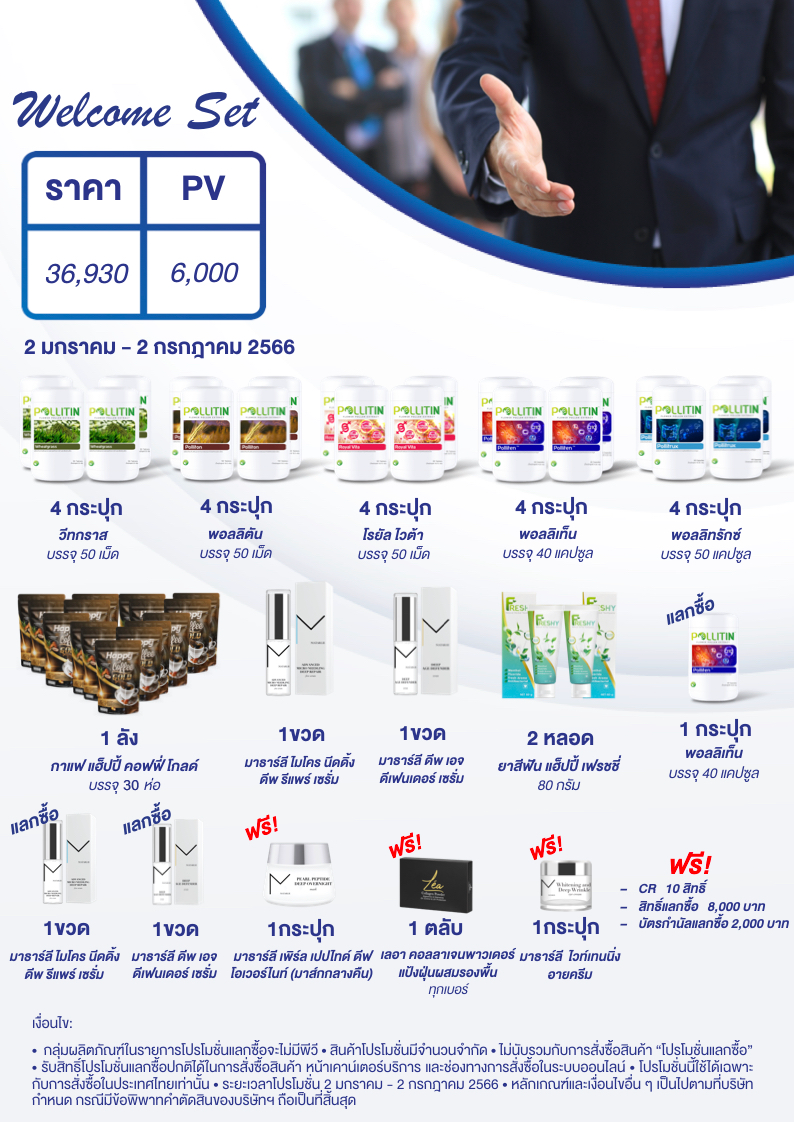 Welcome Set
ราคา PV
36,930 6,000
2 มกราคม - 2 กรกฎาคม 2566
POLLITIN POLLITIN POLLITIN POLLITIN POLLITIN POLLITIN POLLITIN POLLITIN POLLITIN POLLITIN
Wheatgrass Wheatgrass Politan Politan Royal Vita Royal Vita Polliten Polliten Pollitrus Pollitrus
4 กระปุก 4 กระปุก 4 กระปุก 4 กระปุก 4 กระปุก
วีทกราส พอลลิตัน โรยัล ไวต้า พอลลิเท็น พอลลิทรักซ์
บรรจุ 50 เม็ด บรรจุ 50 เม็ด บรรจุ 50 เม็ด บรรจุ 40 แคปซูล บรรจุ 50 แคปซูล
แลกซื้อ
Happy Coffee GOLD
FRESHY FRESHY
POLLITIN
Polliten
1 ลัง 1ขวด 1ขวด 2 หลอด 1 กระปุก
กาแฟ แฮ็ปปี้ คอฟฟี่ โกลด์ มาธาร์ลี ไมโคร นีดดิ้ง มาธาร์ลี ดีพ เอจ ยาสีฟัน แฮ็ปปี้ เฟรชชี่ พอลลิเท็น
บรรจุ 30 ห่อ ดีพ รีแพร์ เซรั่ม ดีเฟนเดอร์ เซรั่ม 80 กรัม บรรจุ 40 แคปซูล
แลกซื้อ แลกซื้อ ฟรี! ฟรี! ฟรี! ฟรี!
PEARL PEPTIDE
DEEP OVERNIGHT
Lea
Whitening and
Deep Wrinkle
- CR 10 สิทธิ์
- สิทธิ์แลกซื้อ 8,000 บาท
- บัตรกำนัลแลกซื้อ 2,000 บาท
1ขวด 1ขวด 1กระปุก 1 ตลับ 1กระปุก
มาธาร์ลี ไมโคร นีดดิ้ง มาธาร์ลี ดีพ เอจ มาธาร์ลี เพิร์ล เปปไทด์ ดีฟ เลอา คอลลาเจนพาวเดอร์ มาธาร์ลี ไวท์เทนนิ่ง
ดีพ รีแพร์ เซรั่ม ดีเฟนเดอร์ เซรั่ม โอเวอร์ไนท์ (มาส์กกลางคืน) แป้งฝุ่นผสมรองพื้น อายครีม
ทุกเบอร์
เงื่อนไข:
• กลุ่มผลิตภัณฑ์ในรายการโปรโมชั่นแลกซื้อจะไม่มีพีวี • สินค้าโปรโมชั่นมีจำนวนจำกัด • ไม่นับรวมกับการสั่งซื้อสินค้า “โปรโมชั่นแลกซื้อ”
• รับสิทธิ์โปรโมชั่นแลกซื้อปกติได้ในการสั่งซื้อสินค้า หน้าเคาน์เตอร์บริการ และช่องทางการสั่งซื้อในระบบออนไลน์ • โปรโมชั่นนี้ใช้ได้เฉพาะ
กับการสั่งซื้อในประเทศไทยเท่านั้น • ระยะเวลาโปรโมชั่น 2 มกราคม - 2 กรกฎาคม 2566 • หลักเกณฑ์และเงื่อนไขอื่น ๆ เป็นไปตามที่บริษัท
กำหนด กรณีมีข้อพิพาทคำตัดสินของบริษัทฯ ถือเป็นที่สิ้นสุด